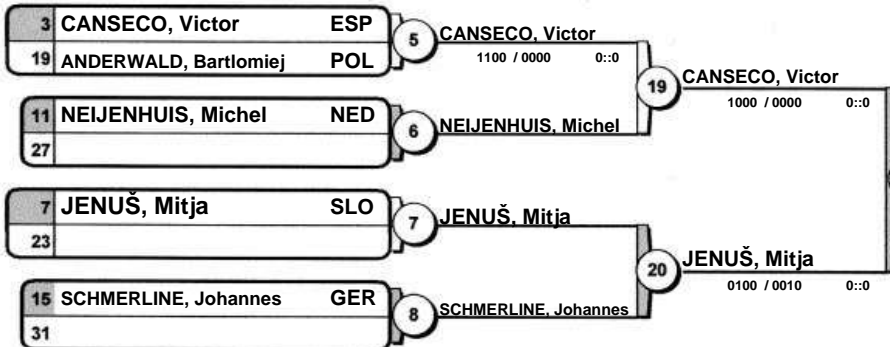 3 CANSECO, Victor ESP
19 ANDERWALD, Bartlomiej POL
5
CANSECO, Victor
1100 / 0000 0::0
11 NEIJENHUIS, Michel NED
27
6
NEIJENHUIS, Michel
19
CANSECO, Victor
1000 / 0000 0::0
7 JENUŠ, Mitja SLO
23
7
JENUŠ, Mitja
15 SCHMERLINE, Johannes GER
31
8
SCHMERLINE, Johannes
20
JENUŠ, Mitja
0100 / 0010 0::0